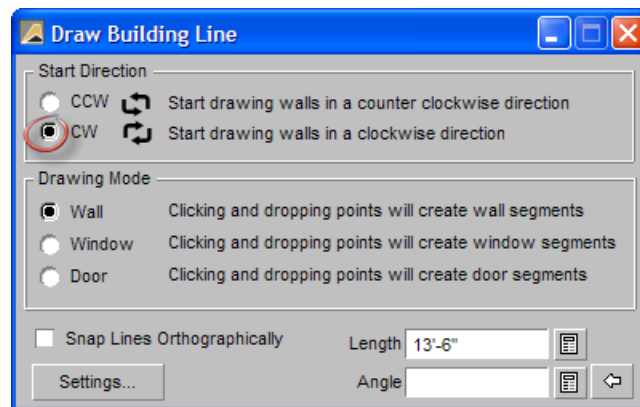 Draw Building Line
Start Direction
CCW Start drawing walls in a counter clockwise direction
CW Start drawing walls in a clockwise direction
Drawing Mode
Wall Clicking and dropping points will create wall segments
Window Clicking and dropping points will create window segments
Door Clicking and dropping points will create door segments
Snap Lines Orthographically Length 13'-6"
Settings... Angle